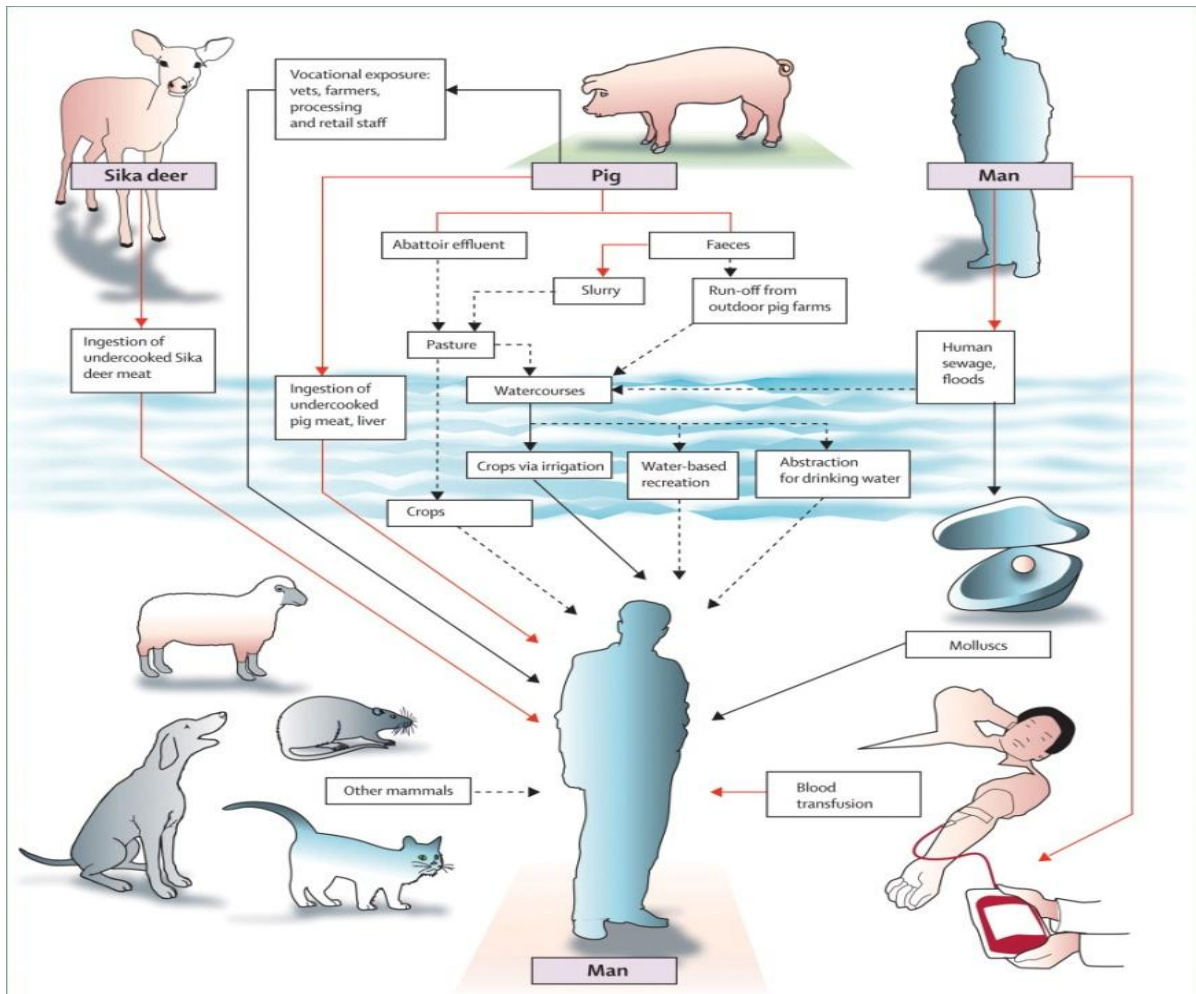 Vocational exposure:
vets, farmers,
processing
and retail staff
Sika deer
Pig
Man
Abattoir effluent
Faeces
Slurry
Run-off from
outdoor pig farms
Ingestion of
undercooked Sika
deer meat
Pasture
Human
sewage,
floods
Ingestion of
undercooked
pig meat, liver
Watercourses
Crops via irrigation
Water-based
recreation
Abstraction
for drinking water
Crops
Molluscs
Other mammals
Blood
transfusion
Man